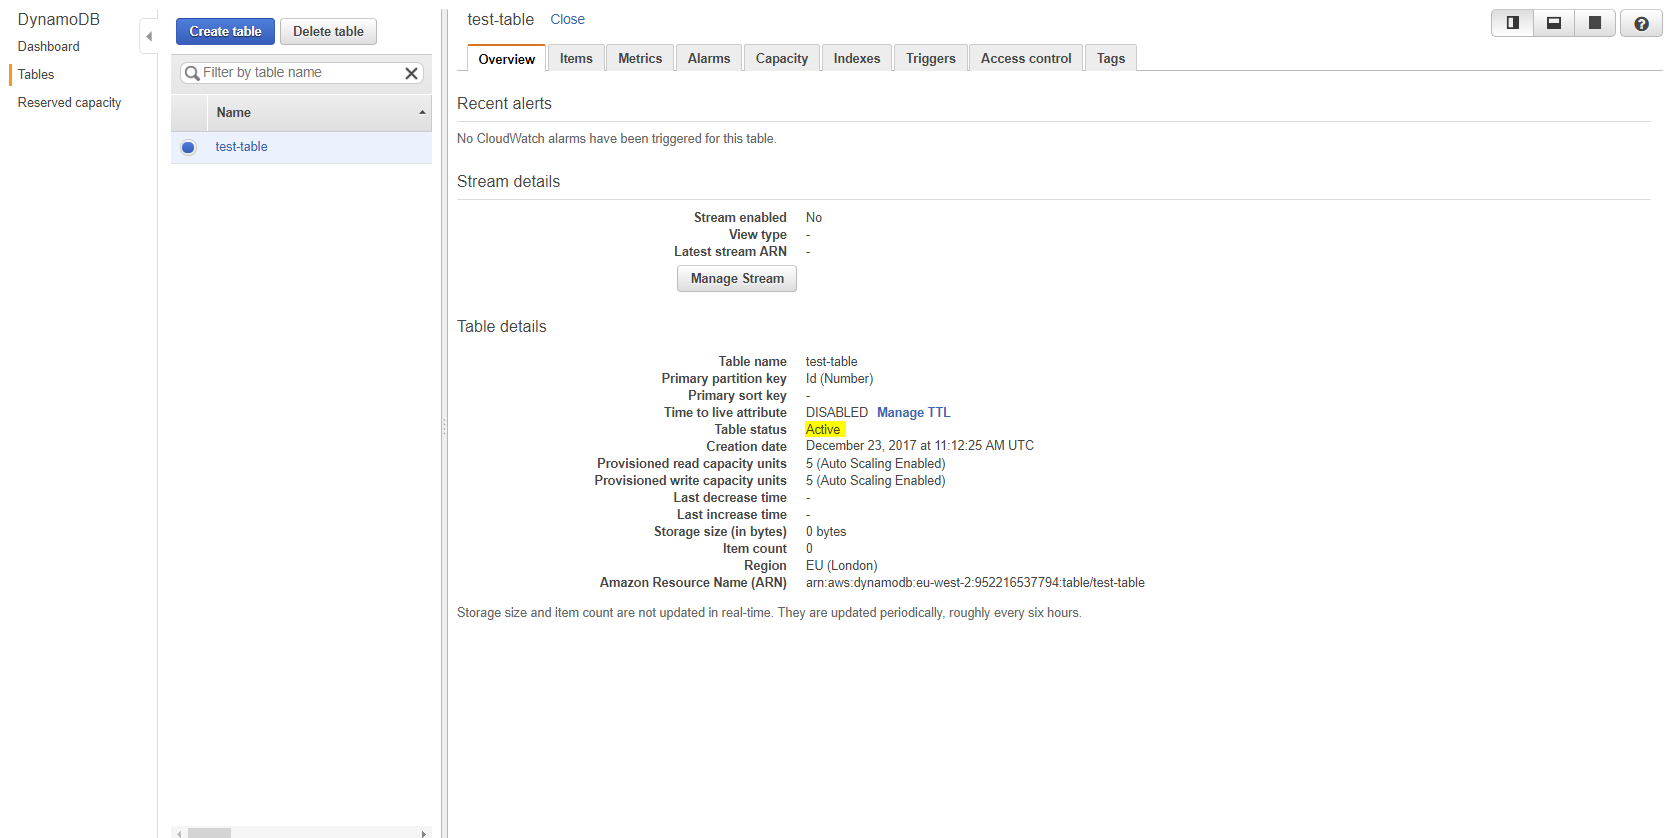 DynamoDB
Dashboard
Tables
Reserved capacity
Create table
Delete table
Filter by table name
Name
test-table
test-table Close
Overview Items Metrics Alarms Capacity Indexes Triggers Access control Tags
Recent alerts
No CloudWatch alarms have been triggered for this table.
Stream details
Stream enabled No
View type -
Latest stream ARN -
Manage Stream
Table details
Table name test-table
Primary partition key Id (Number)
Primary sort key -
Time to live attribute DISABLED Manage TTL
Table status Active
Creation date December 23, 2017 at 11:12:25 AM UTC
Provisioned read capacity units 5 (Auto Scaling Enabled)
Provisioned write capacity units 5 (Auto Scaling Enabled)
Last decrease time -
Last increase time -
Storage size (in bytes) 0 bytes
Item count 0
Region EU (London)
Amazon Resource Name (ARN) arn:aws:dynamodb:eu-west-2:952216537794:table/test-table
Storage size and item count are not updated in real-time. They are updated periodically, roughly every six hours.